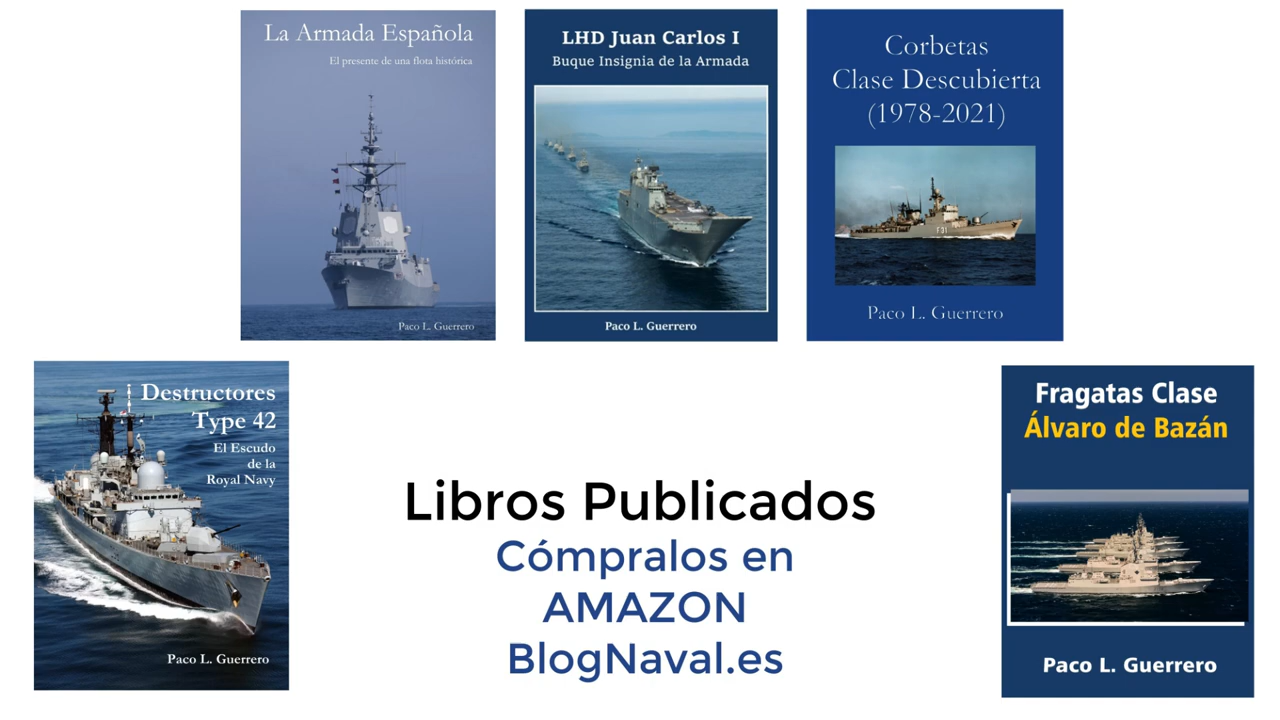 La Armada Española
El presente de una flota histórica
Paco L. Guerrero
LHD Juan Carlos I
Buque Insignia de la Armada
Paco L. Guerrero
Corbetas
Clase Descubierta
(1978-2021)
F31
Paco L. Guerrero
Destructores
Type 42
El Escudo
de la
Royal Navy
Paco L. Guerrero
Libros Publicados
Cómpralos en
AMAZON
BlogNaval.es
Fragatas Clase
Álvaro de Bazán
Paco L. Guerrero